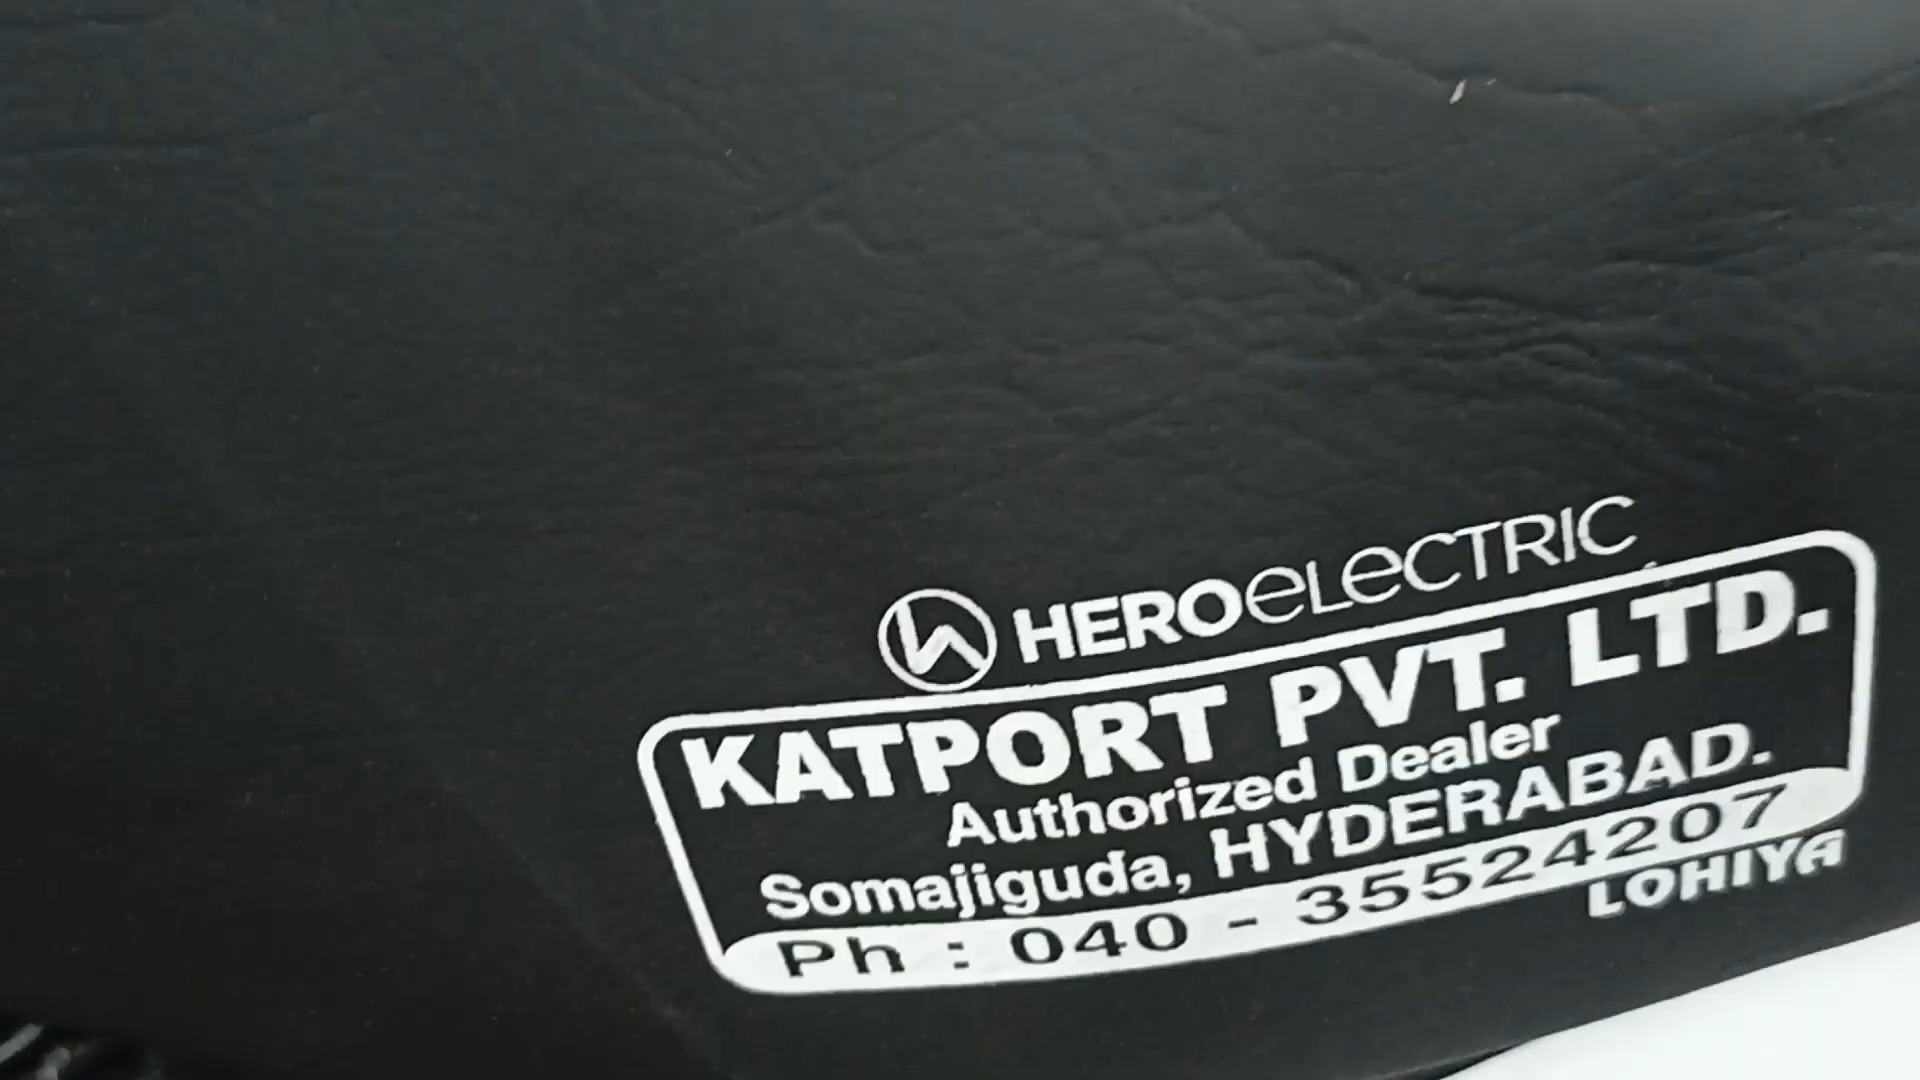 HEROeLeCTRIC
KATPORT PVT. LTD.
Authorized Dealer
Somajiguda, HYDERABAD.
Ph : 040 - 35524207
LOHIYA